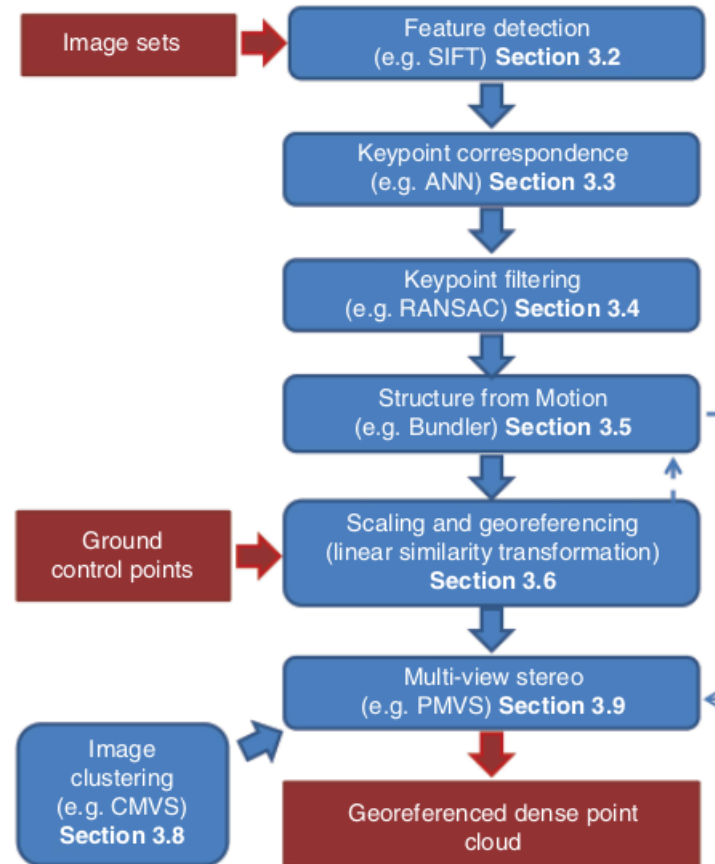 Image sets
Feature detection
(e.g. SIFT) Section 3.2
Keypoint correspondence
(e.g. ANN) Section 3.3
Keypoint filtering
(e.g. RANSAC) Section 3.4
Structure from Motion
(e.g. Bundler) Section 3.5
Ground
control points
Scaling and georeferencing
(linear similarity transformation)
Section 3.6
Multi-view stereo
(e.g. PMVS) Section 3.9
Image
clustering
(e.g. CMVS)
Section 3.8
Georeferenced dense point
cloud